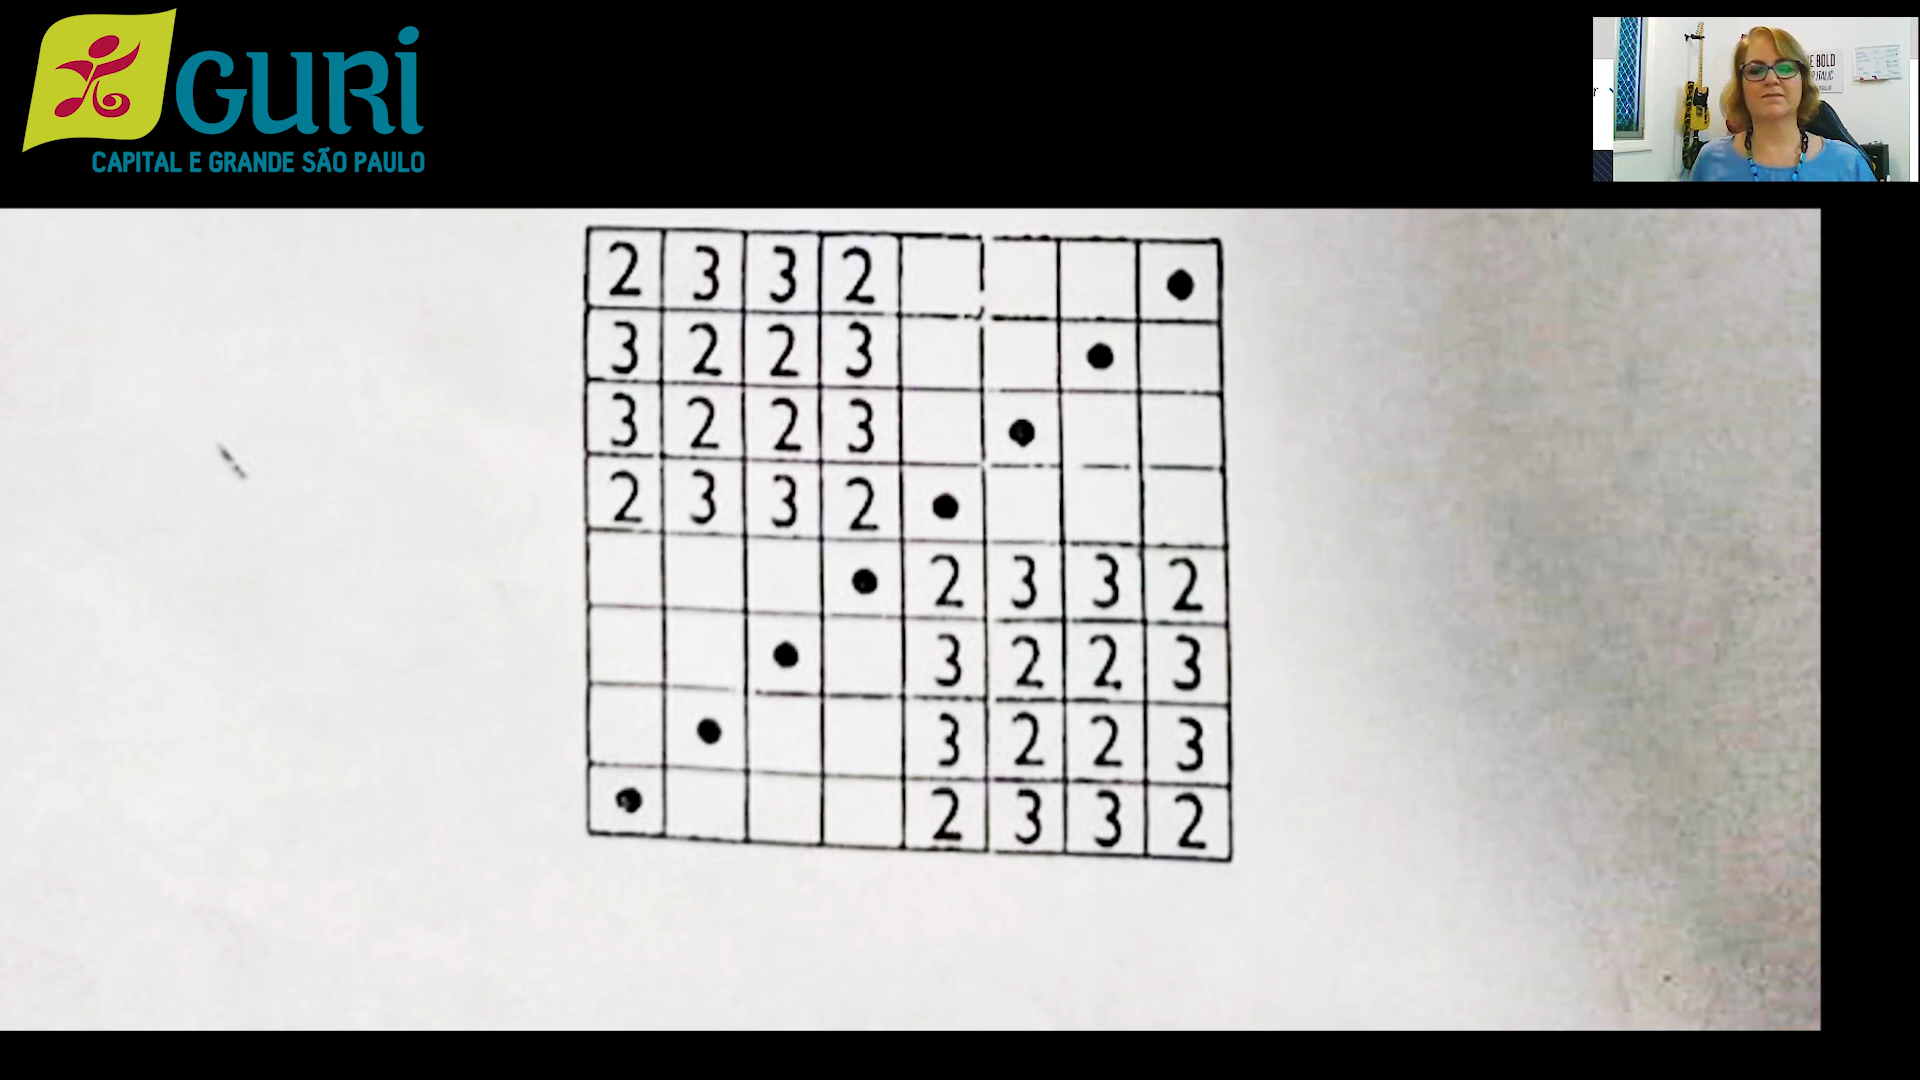 GURI
CAPITAL E GRANDE SÃO PAULO
BOLD
2 3 3 2 •
3 2 2 3 •
3 2 2 3 •
2 3 3 2 •
• 2 3 3 2
• 3 2 2 3
• 3 2 2 3
• 2 3 3 2